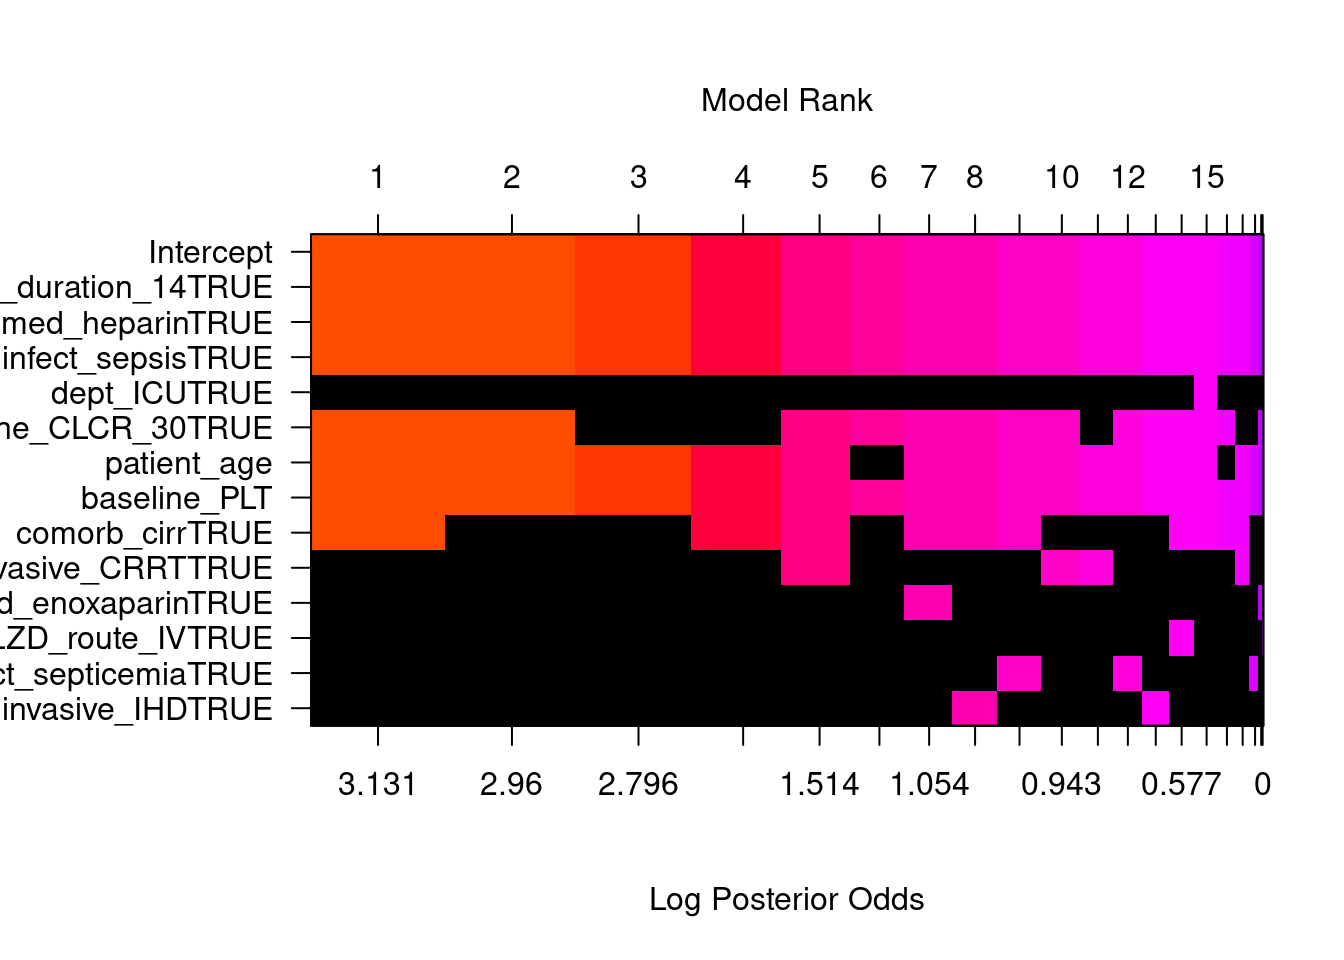 Model Rank
1 2 3 4 5 6 7 8 10 12 15
Intercept
_duration_14TRUE
med_heparinTRUE
infect_sepsisTRUE
dept_ICUTRUE
ne_CLCR_30TRUE
patient_age
baseline_PLT
comorb_cirrTRUE
vasive_CRRTTRUE
d_enoxaparinTRUE
LZD_route_IVTRUE
ct_septicemiaTRUE
invasive_IHDTRUE
3.131 2.96 2.796 1.514 1.054 0.943 0.577 0
Log Posterior Odds